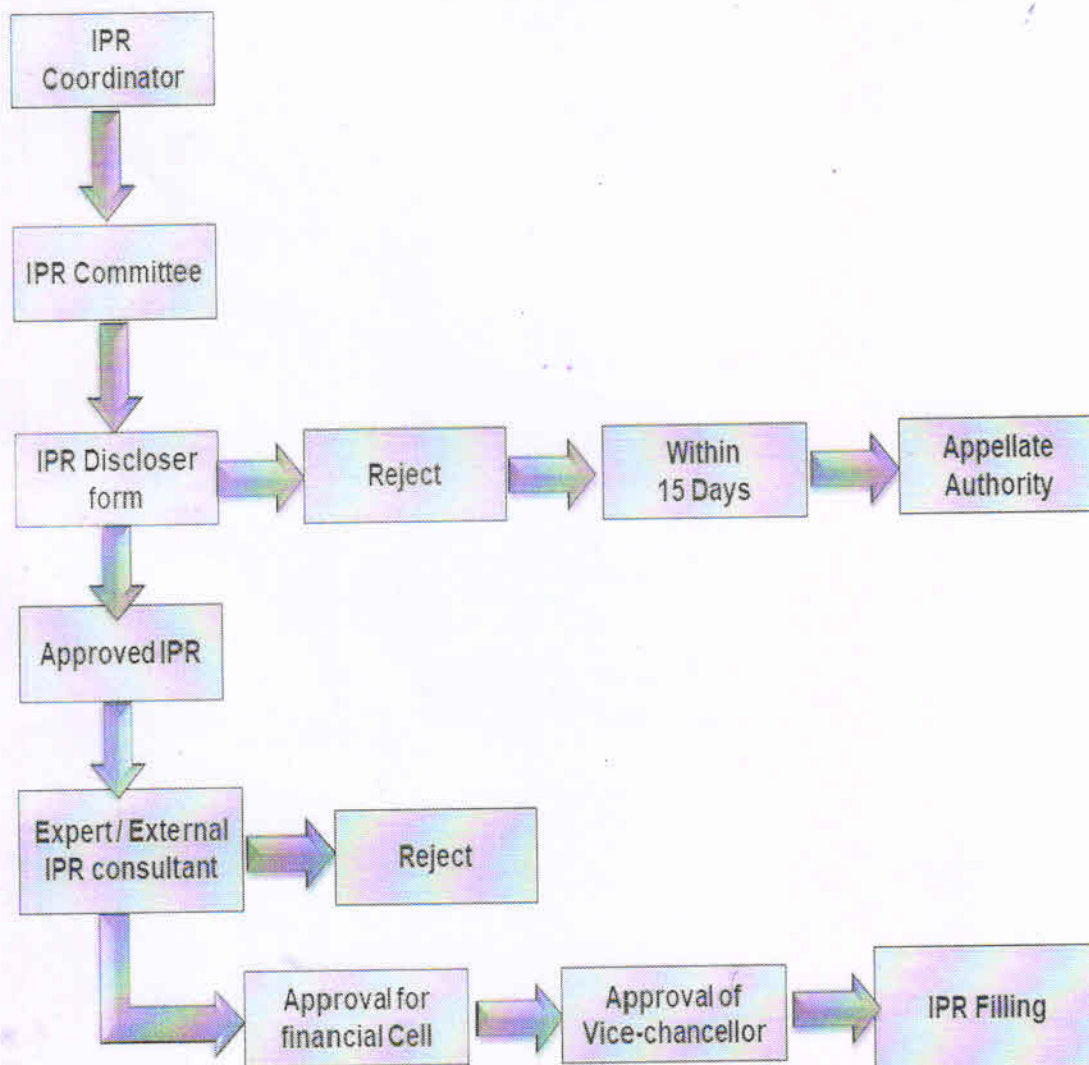 IPR
Coordinator
IPR Committee
IPR Discloser
form
Reject
Within
15 Days
Appellate
Authority
Approved IPR
Expert / External
IPR consultant
Reject
Approval for
financial Cell
Approval of
Vice-chancellor
IPR Filling